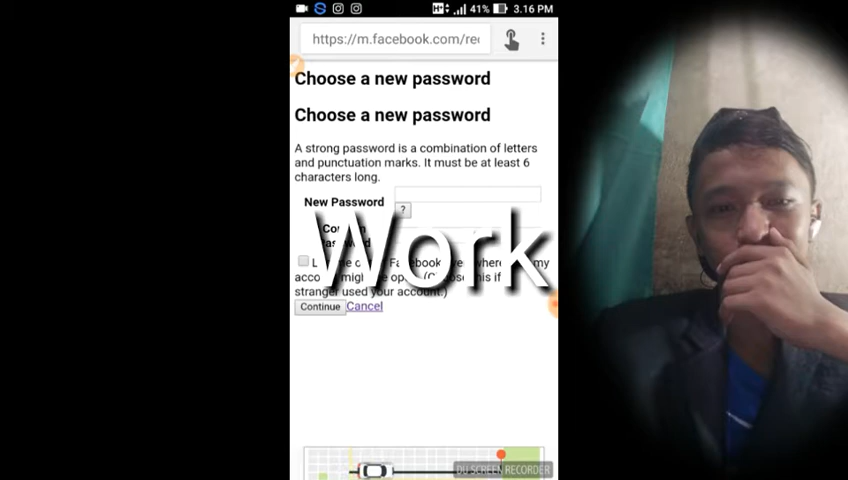 41% 3.16 PM
https://m.facebook.com/rec
Choose a new password
Choose a new password
A strong password is a combination of letters
and punctuation marks. It must be at least 6
characters long.
New Password
?
Work
stranger used your account.)
Continue Cancel
DU SCREEN RECORDER